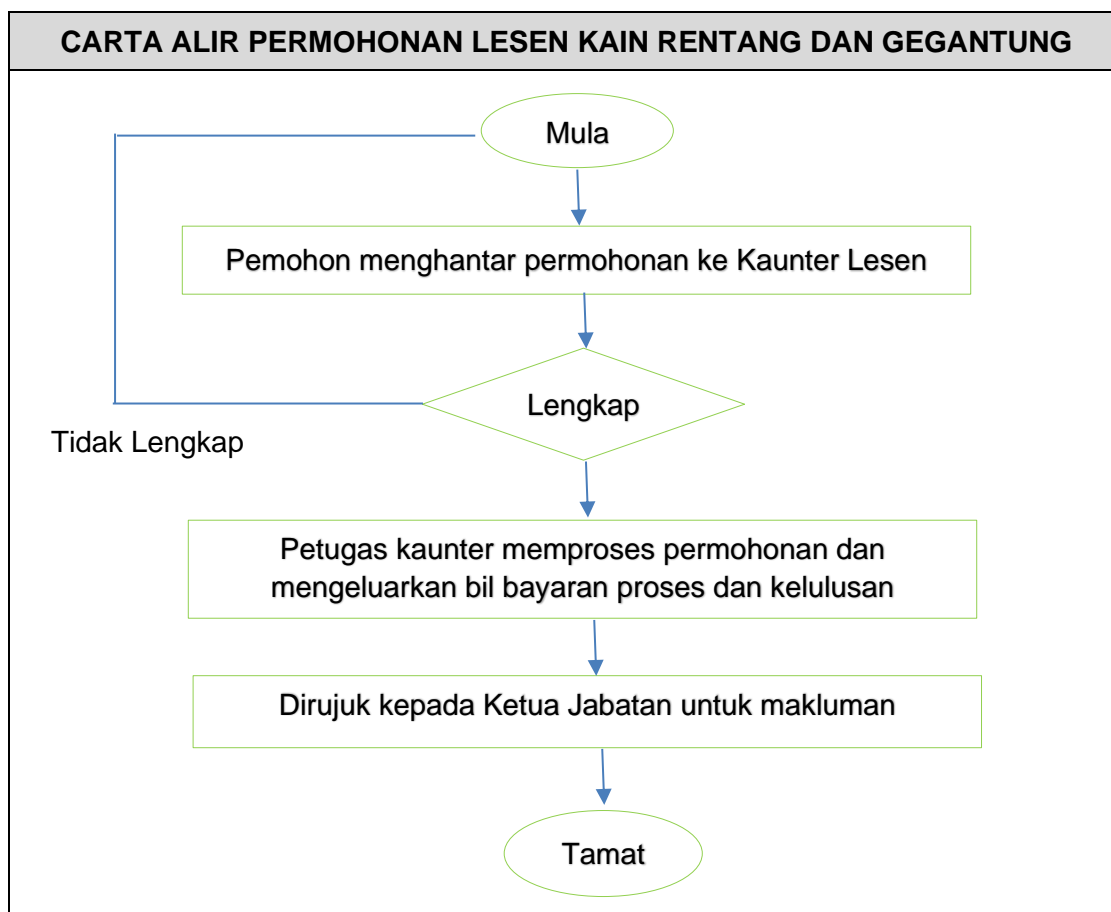 CARTA ALIR PERMOHONAN LESEN KAIN RENTANG DAN GEGANTUNG
Mula
Pemohon menghantar permohonan ke Kaunter Lesen
Lengkap
Tidak Lengkap
Petugas kaunter memproses permohonan dan
mengeluarkan bil bayaran proses dan kelulusan
Dirujuk kepada Ketua Jabatan untuk makluman
Tamat